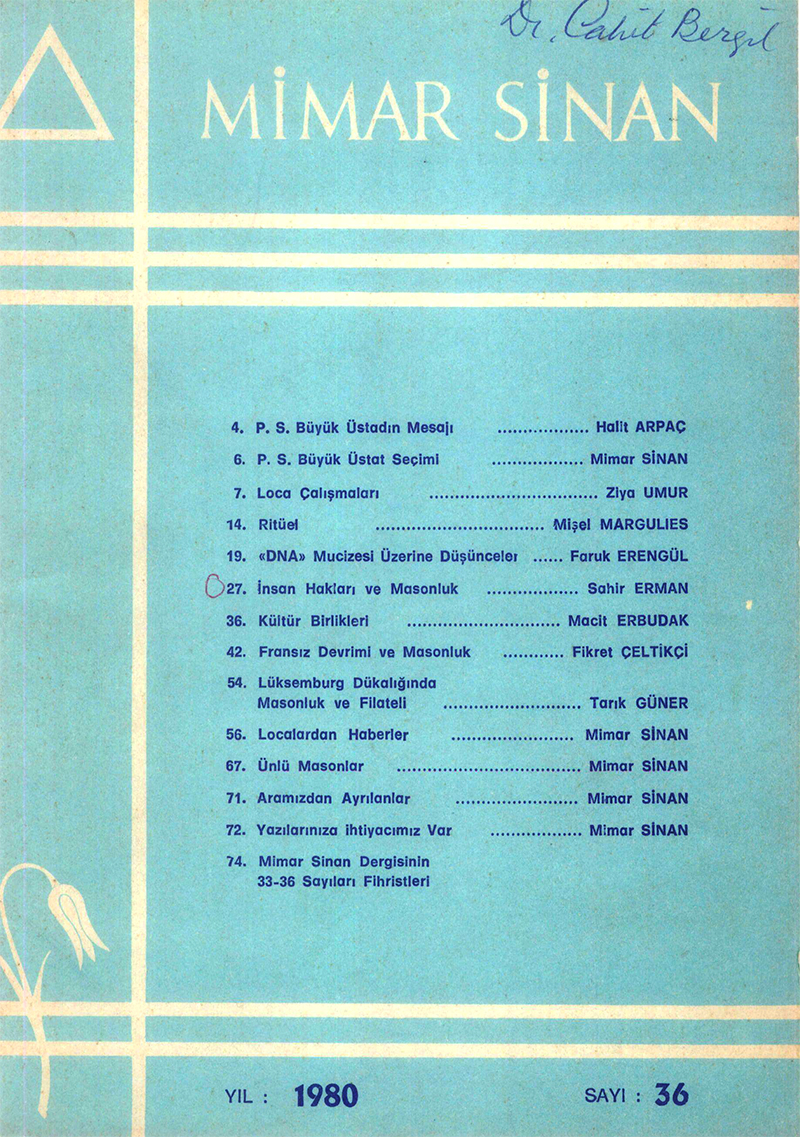 Dr. Cahit Bergil
MİMAR SİNAN
4. P. S. Büyük Üstadın Mesajı .................. Halit ARPAÇ
6. P. S. Büyük Üstat Seçimi .................. Mimar SİNAN
7. Loca Çalışmaları ................................. Ziya UMUR
14. Ritüel ................................. Mişel MARGULIES
19. «DNA» Mucizesi Üzerine Düşünceler ...... Faruk ERENGÜL
27. İnsan Hakları ve Masonluk .................. Sahir ERMAN
36. Kültür Birlikleri .............................. Macit ERBUDAK
42. Fransız Devrimi ve Masonluk ............ Fikret ÇELTİKÇİ
54. Lüksemburg Dükalığında
Masonluk ve Filateli ........................... Tarık GÜNER
56. Localardan Haberler ........................ Mimar SİNAN
67. Ünlü Masonlar .................................... Mimar SİNAN
71. Aramızdan Ayrılanlar ........................ Mimar SİNAN
72. Yazılarınıza ihtiyacımız Var .................. Mimar SİNAN
74. Mimar Sinan Dergisinin
33-36 Sayıları Fihristleri
YIL : 1980 SAYI : 36